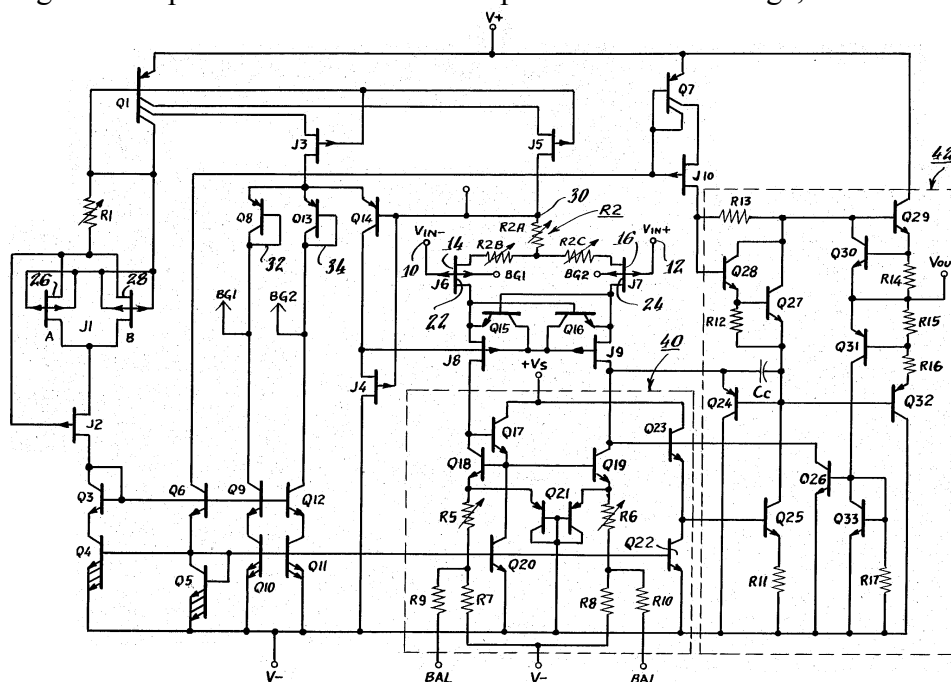 V+
Q1
Q7
J3
J5
J10
42
R1
Q8
Q13
Q14
30
R2
R2A
R13
Q29
VIN-
VIN+
14
R2B
R2C
16
Q30
32
34
10
BG1
BG2
12
Q28
R14
26
28
J6
J7
Q27
J1
A
B
BG1
BG2
22
24
R12
R15
Q15
Q16
Q31
J8
J9
40
+VS
R16
J4
CC
J2
Q24
Q32
Q17
Q23
Q18
Q19
Q3
Q6
Q9
Q12
Q26
Q21
R5
R6
Q25
Q33
Q4
Q22
Q5
Q10
Q11
Q20
R11
R17
R9
R7
R8
R10
V-
BAL
V-